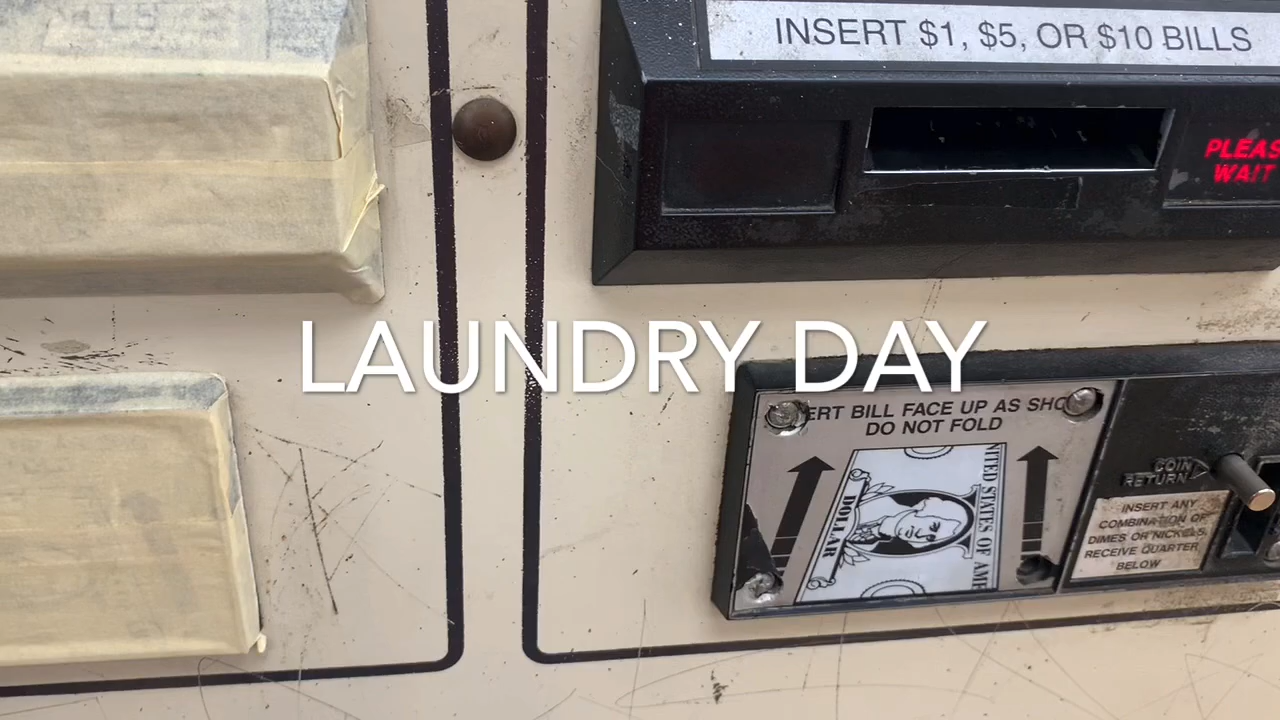 INSERT $1, $5, OR $10 BILLS
PLEAS
WAIT
LAUNDRY DAY
ERT BILL FACE UP AS SHO
DO NOT FOLD
DOLLAR
NITED STATES OF AME
COIN
RETURN
INSERT ANY
COMBINATION OF
DIMES OR NICKELS,
RECEIVE QUARTER
BELOW